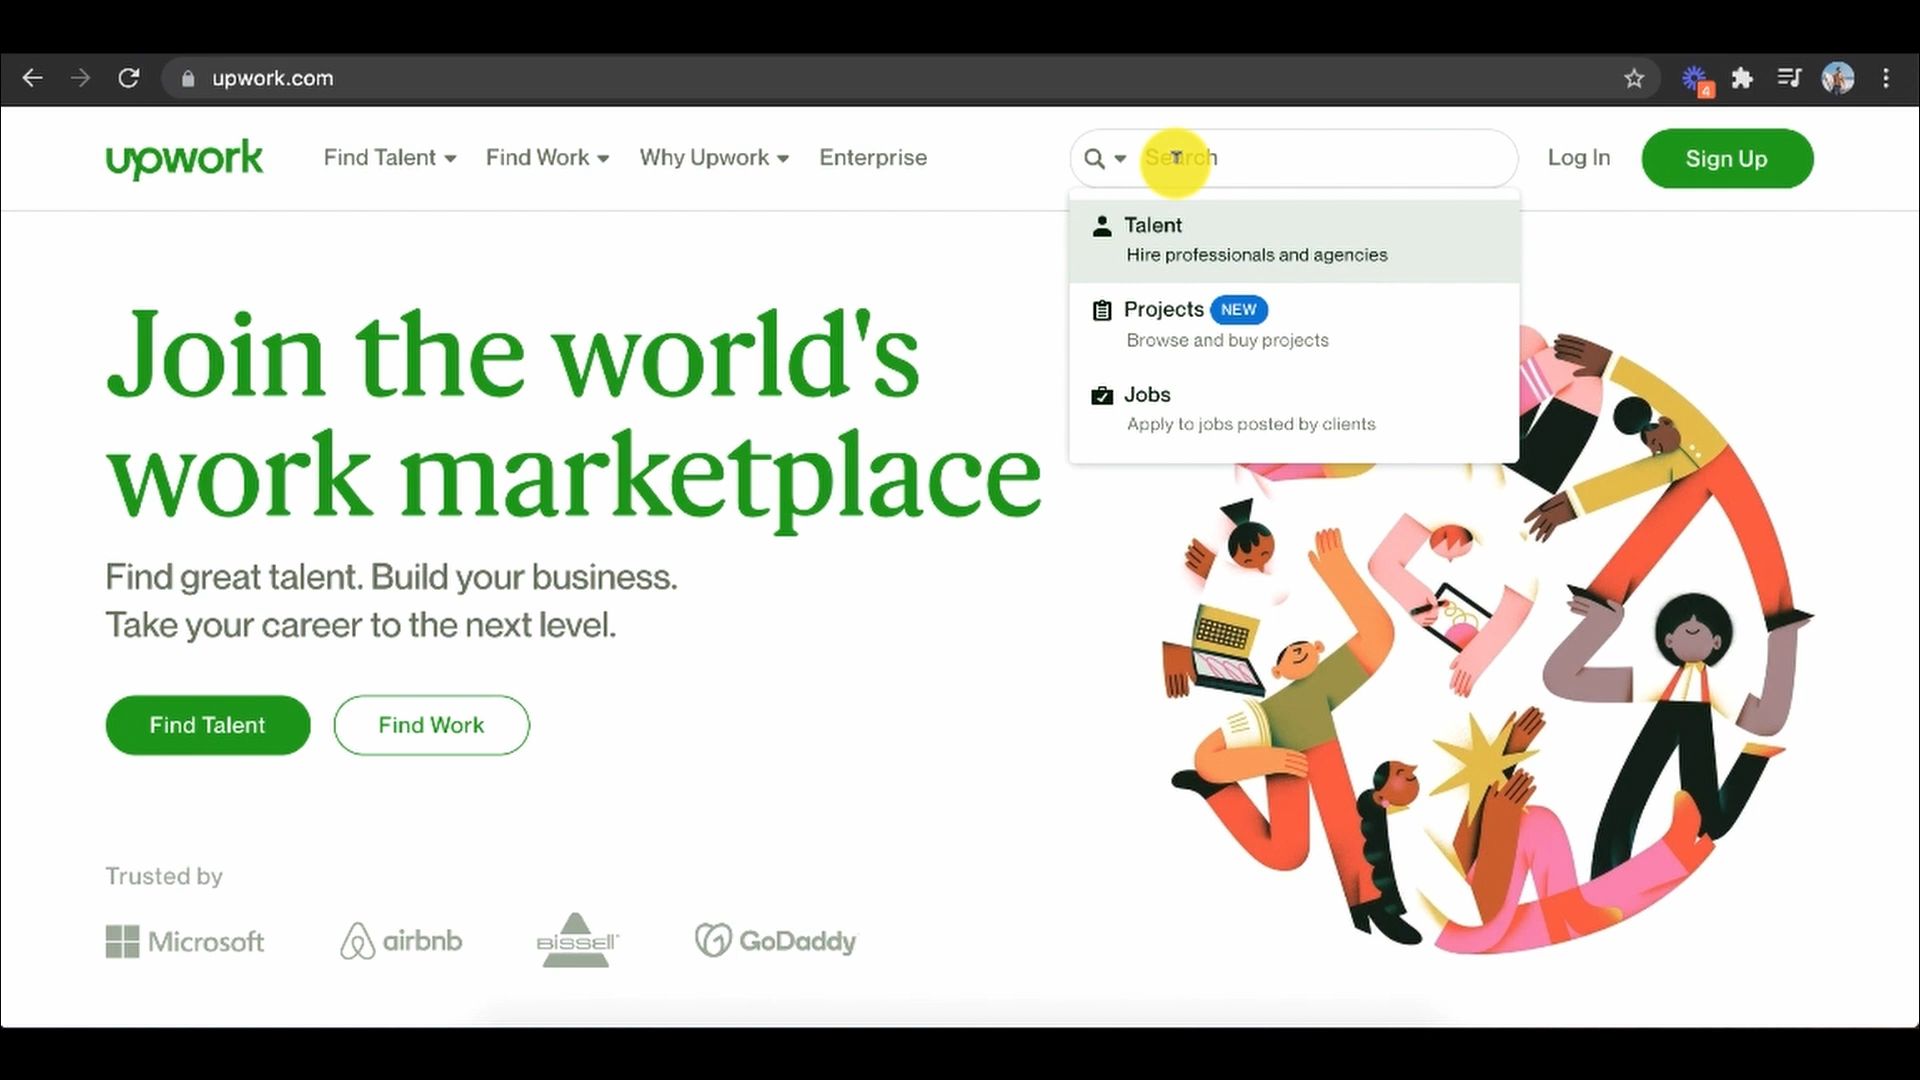 upwork.com
4
upwork
Find Talent
Find Work
Why Upwork
Enterprise
Search
Log In
Sign Up
Talent
Hire professionals and agencies
Projects NEW
Browse and buy projects
Jobs
Apply to jobs posted by clients
Join the world's
work marketplace
Find great talent. Build your business.
Take your career to the next level.
Find Talent
Find Work
Trusted by
Microsoft
airbnb
BISSELL
GoDaddy